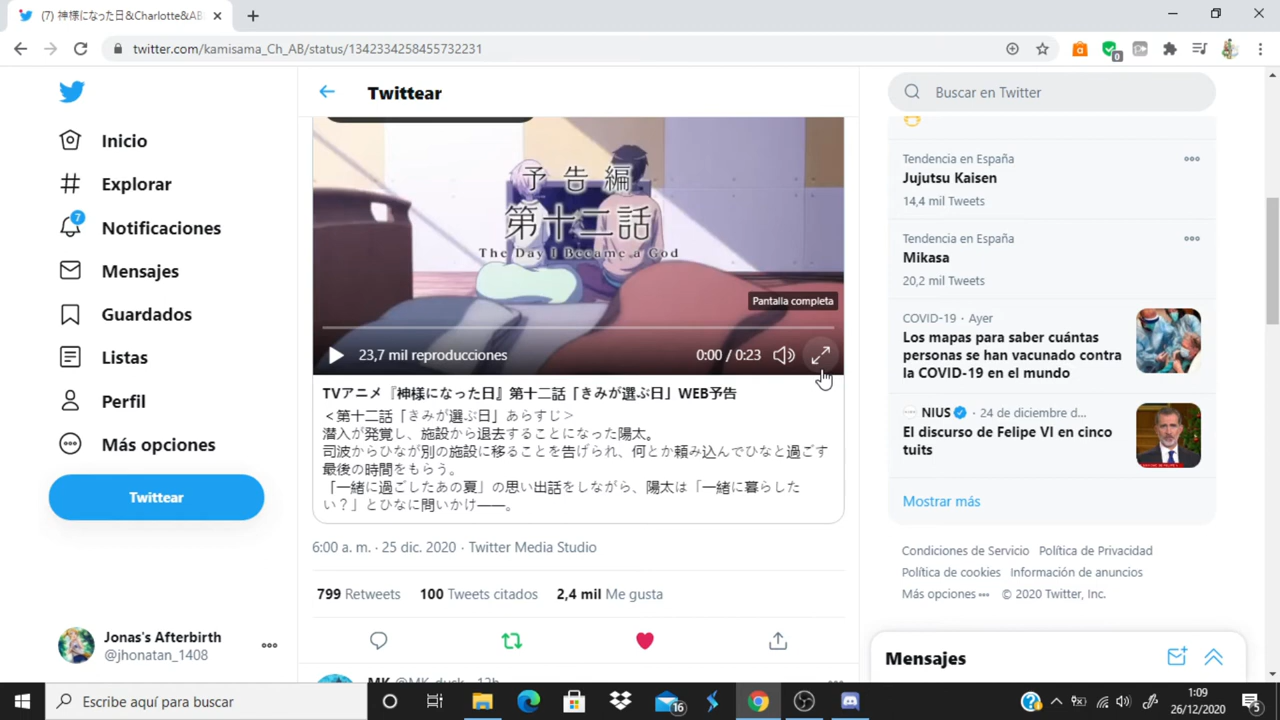 (7) 神様になった日&Charlotte&AB
twitter.com/kamisama_Ch_AB/status/1342334258455732231
0
Inicio
Explorar
7
Notificaciones
Mensajes
Guardados
Listas
Perfil
Más opciones
Twittear
Jonas's Afterbirth
@jhonatan_1408
Twittear
予告編
第十二話
The Day I Became a God
Pantalla completa
23,7 mil reproducciones
0:00 / 0:23
TVアニメ『神様になった日』第十二話「きみが選ぶ日」WEB予告
＜第十二話「きみが選ぶ日」あらすじ＞
潜入が発覚し、施設から退去することになった陽太。
司波からひなが別の施設に移ることを告げられ、何とか頼み込んでひなと過ごす
最後の時間をもらう。
「一緒に過ごしたあの夏」の思い出話をしながら、陽太は「一緒に暮らした
い？」とひなに問いかけ――。
6:00 a. m. · 25 dic. 2020 · Twitter Media Studio
799 Retweets 100 Tweets citados 2,4 mil Me gusta
Buscar en Twitter
Tendencia en España
Jujutsu Kaisen
14,4 mil Tweets
Tendencia en España
Mikasa
20,2 mil Tweets
COVID-19 · Ayer
Los mapas para saber cuántas
personas se han vacunado contra
la COVID-19 en el mundo
NIUS · 24 de diciembre d...
El discurso de Felipe VI en cinco
tuits
Mostrar más
Condiciones de Servicio Política de Privacidad
Política de cookies Información de anuncios
Más opciones © 2020 Twitter, Inc.
Mensajes
Escribe aquí para buscar
16
1:09
26/12/2020
5